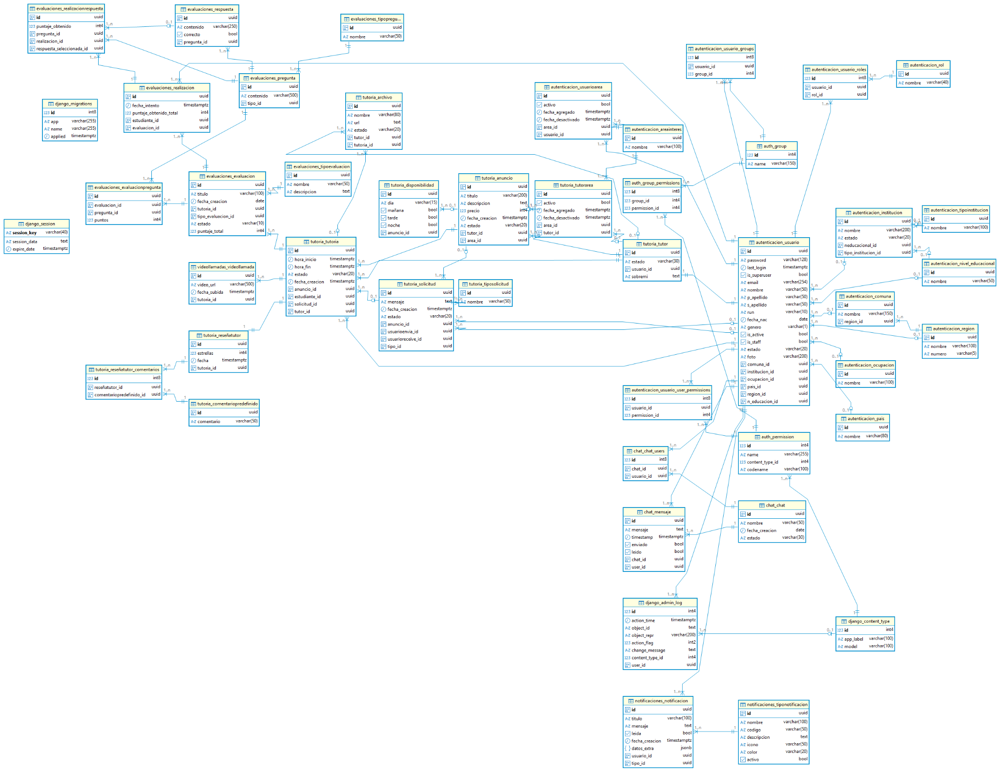 evaluaciones_realizacionrespuesta
id uuid
puntaje_obtenido int4
pregunta_id uuid
realizacion_id uuid
respuesta_seleccionada_id uuid
evaluaciones_respuesta
id uuid
contenido varchar(250)
correcto bool
pregunta_id uuid
evaluaciones_tipopregu...
id uuid
nombre varchar(50)
evaluaciones_pregunta
id uuid
contenido varchar(500)
tipo_id uuid
evaluaciones_realizacion
id uuid
fecha_intento timestamptz
puntaje_obtenido_total int4
estudiante_id uuid
evaluacion_id uuid
django_migrations
id int8
app varchar(255)
name varchar(255)
applied timestamptz
tutoria_archivo
id uuid
nombre varchar(80)
url text
estado varchar(20)
tutor_id uuid
tutoria_id uuid
autenticacion_usuarioarea
id uuid
activo bool
fecha_agregado timestamptz
fecha_desactivado timestamptz
area_id uuid
usuario_id uuid
autenticacion_areainteres
id uuid
nombre varchar(100)
autenticacion_usuario_groups
id int8
usuario_id uuid
group_id int4
autenticacion_usuario_roles
id int8
usuario_id uuid
rol_id uuid
autenticacion_rol
id uuid
nombre varchar(40)
auth_group
id int4
name varchar(150)
auth_group_permissions
id int8
group_id int4
permission_id int4
evaluaciones_tipoevaluacion
id uuid
nombre varchar(50)
descripcion text
evaluaciones_evaluacion
id uuid
titulo varchar(100)
fecha_creacion date
tutoria_id uuid
tipo_evaluacion_id uuid
estado varchar(10)
puntaje_total int4
evaluaciones_evaluacionpregunta
id uuid
evaluacion_id uuid
pregunta_id uuid
puntos int4
django_session
session_key varchar(40)
session_data text
expire_date timestamptz
tutoria_disponibilidad
id uuid
dia varchar(15)
mañana bool
tarde bool
noche bool
anuncio_id uuid
tutoria_anuncio
id uuid
titulo varchar(200)
descripcion text
precio int4
fecha_creacion timestamptz
estado varchar(20)
tutor_id uuid
area_id uuid
tutoria_tutorarea
id uuid
activo bool
fecha_agregado timestamptz
fecha_desactivado timestamptz
area_id uuid
tutor_id uuid
tutoria_tutor
id uuid
estado varchar(30)
usuario_id uuid
sobremi text
tutoria_tutoria
id uuid
hora_inicio timestamptz
hora_fin timestamptz
estado varchar(20)
fecha_creacion timestamptz
anuncio_id uuid
estudiante_id uuid
solicitud_id uuid
tutor_id uuid
videollamadas_videollamada
id uuid
video_url varchar(500)
fecha_subida timestamptz
tutoria_id uuid
tutoria_solicitud
id uuid
mensaje text
fecha_creacion timestamptz
estado varchar(20)
anuncio_id uuid
usuarioenvia_id uuid
usuarioreceive_id uuid
tipo_id uuid
tutoria_tiposolicitud
id uuid
nombre varchar(50)
tutoria_reseñatutor
id uuid
estrellas int4
fecha timestamptz
tutoria_id uuid
tutoria_reseñatutor_comentarios
id int8
reseñatutor_id uuid
comentariopredefinido_id uuid
tutoria_comentariopredefinido
id uuid
comentario varchar(50)
autenticacion_usuario
id uuid
password varchar(128)
last_login timestamptz
is_superuser bool
email varchar(254)
nombre varchar(50)
p_apellido varchar(50)
s_apellido varchar(50)
run varchar(10)
fecha_nac date
genero varchar(1)
is_active bool
is_staff bool
estado varchar(20)
foto varchar(200)
comuna_id uuid
institucion_id uuid
ocupacion_id uuid
pais_id uuid
region_id uuid
n_educacion_id uuid
autenticacion_institucion
id uuid
nombre varchar(200)
estado varchar(20)
neducacional_id uuid
tipo_institucion_id uuid
autenticacion_tipoinstitucion
id uuid
nombre varchar(100)
autenticacion_nivel_educacional
id uuid
nombre varchar(50)
autenticacion_comuna
id uuid
nombre varchar(150)
region_id uuid
autenticacion_region
id uuid
nombre varchar(100)
numero varchar(5)
autenticacion_ocupacion
id uuid
nombre varchar(100)
autenticacion_pais
id uuid
nombre varchar(80)
autenticacion_usuario_user_permissions
id int8
usuario_id uuid
permission_id int4
auth_permission
id int4
name varchar(255)
content_type_id int4
codename varchar(100)
chat_chat_users
id int8
chat_id uuid
usuario_id uuid
chat_chat
id uuid
nombre varchar(50)
fecha_creacion date
estado varchar(30)
chat_mensaje
id uuid
mensaje text
timestamp timestamptz
enviado bool
leido bool
chat_id uuid
user_id uuid
django_admin_log
id int4
action_time timestamptz
object_id text
object_repr varchar(200)
action_flag int2
change_message text
content_type_id int4
user_id uuid
django_content_type
id int4
app_label varchar(100)
model varchar(100)
notificaciones_notificacion
id uuid
titulo varchar(100)
mensaje text
leida bool
fecha_creacion timestamptz
datos_extra jsonb
usuario_id uuid
tipo_id uuid
notificaciones_tiponotificacion
id uuid
nombre varchar(100)
codigo varchar(50)
descripcion text
icono varchar(50)
color varchar(20)
activo bool